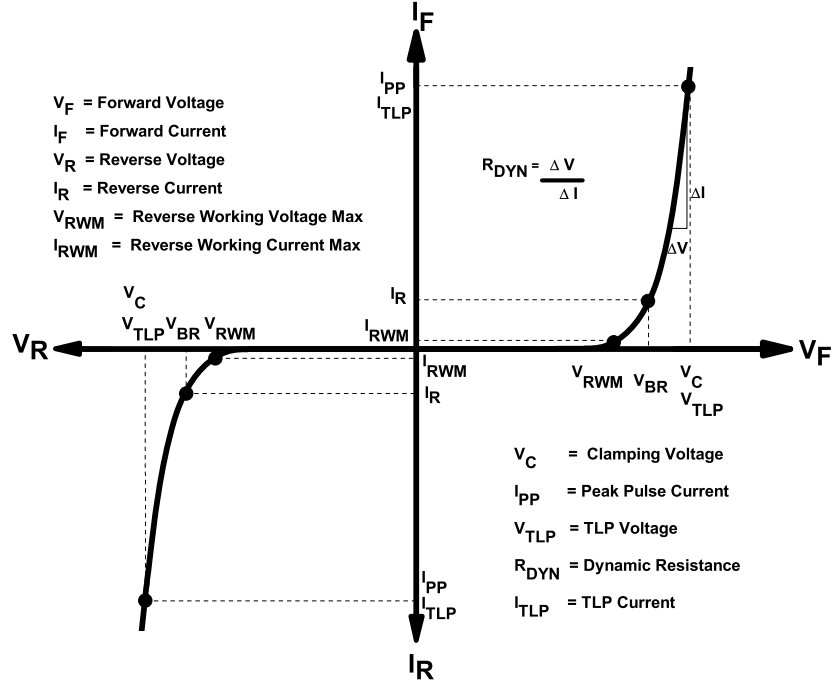 I_F
I_PP
I_TLP
V_F = Forward Voltage
I_F = Forward Current
V_R = Reverse Voltage
I_R = Reverse Current
V_RWM = Reverse Working Voltage Max
I_RWM = Reverse Working Current Max
R_DYN = Δ V
Δ I
ΔI
ΔV
V_C
V_TLP V_BR V_RWM
I_R
I_RWM
V_R
V_F
I_RWM
I_R
V_RWM V_BR V_C
V_TLP
V_C = Clamping Voltage
I_PP = Peak Pulse Current
V_TLP = TLP Voltage
R_DYN = Dynamic Resistance
I_TLP = TLP Current
I_PP
I_TLP
I_R